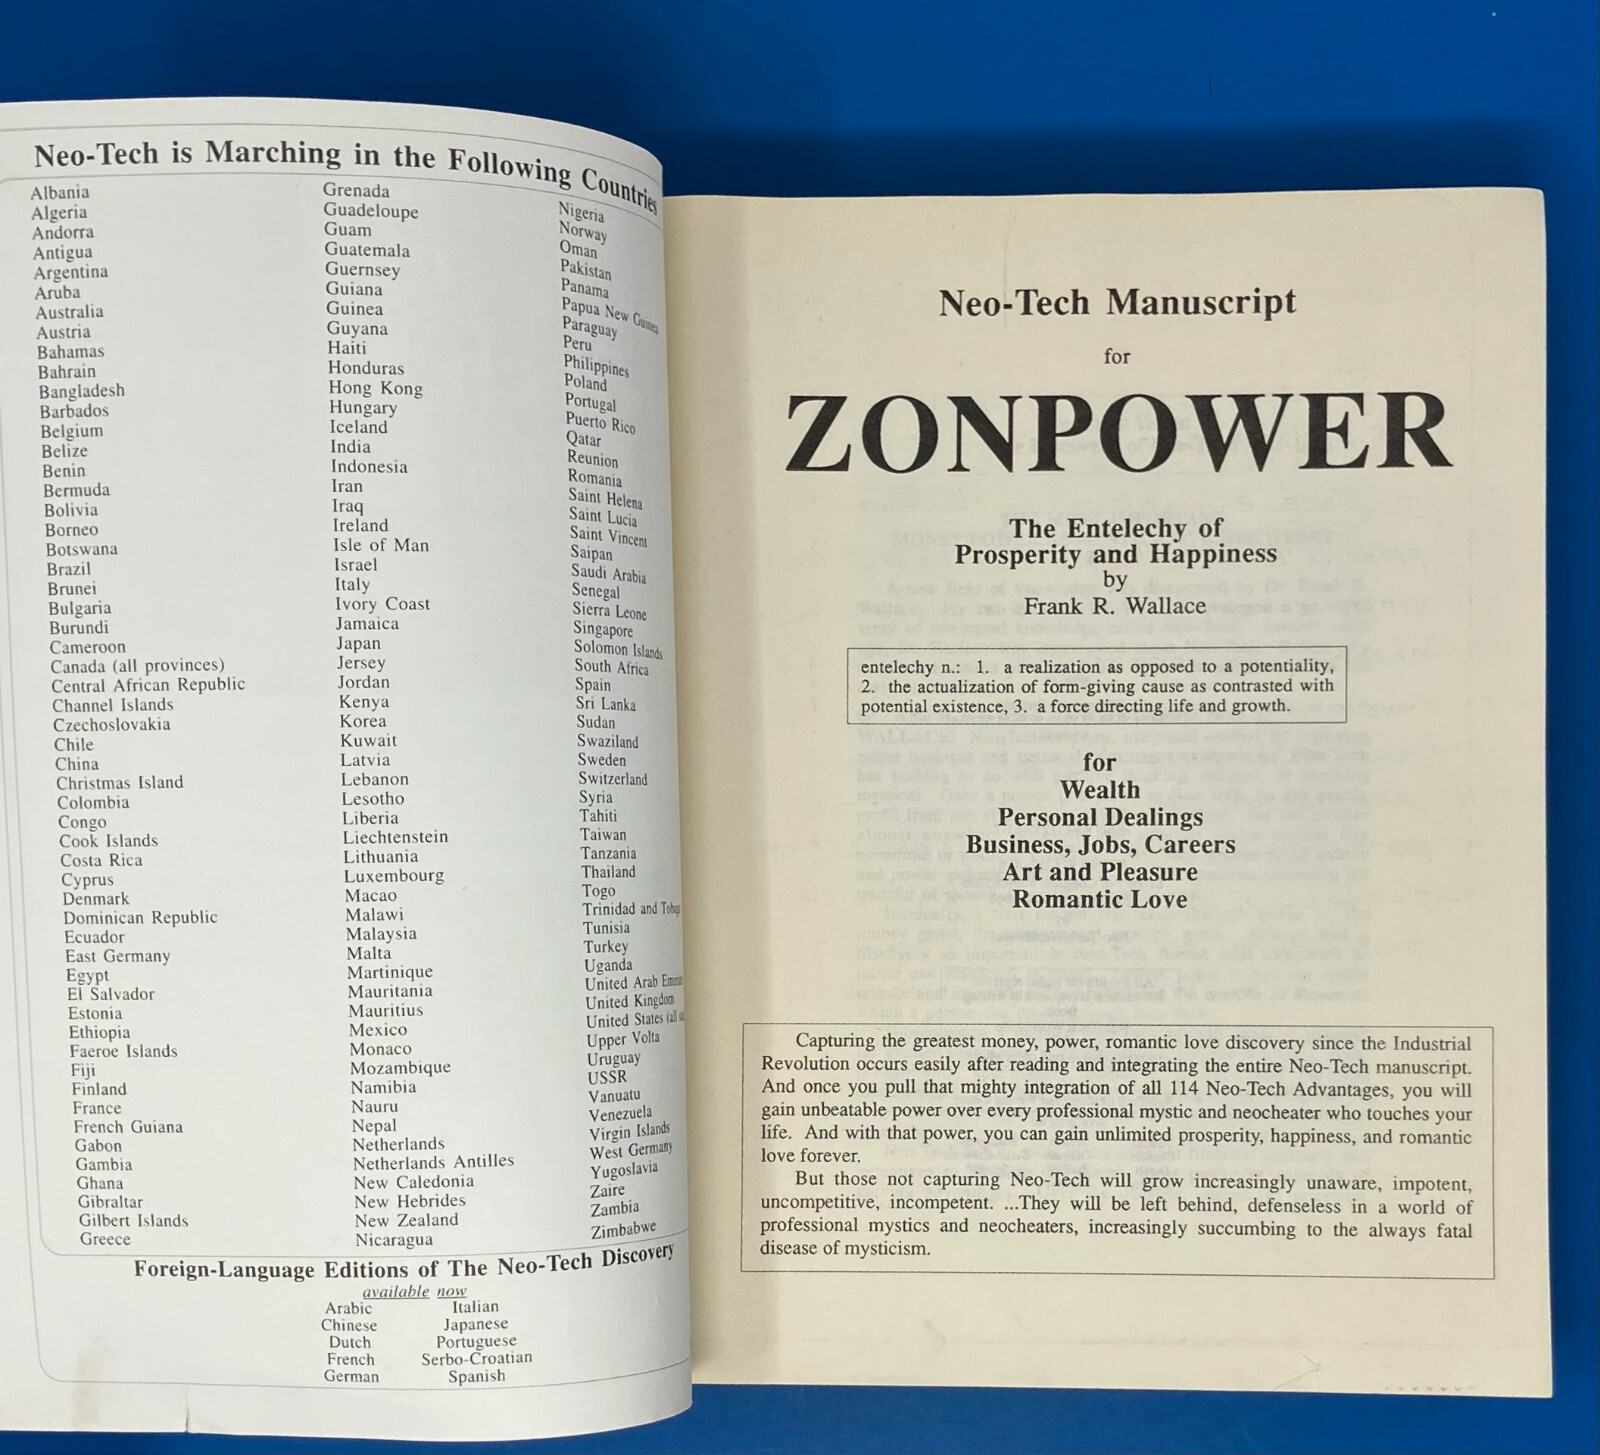 Neo-Tech is Marching in the Following Countries
Albania
Algeria
Andorra
Antigua
Argentina
Aruba
Australia
Austria
Bahamas
Bahrain
Bangladesh
Barbados
Belgium
Belize
Benin
Bermuda
Bolivia
Borneo
Botswana
Brazil
Brunei
Bulgaria
Burundi
Cameroon
Canada (all provinces)
Central African Republic
Channel Islands
Czechoslovakia
Chile
China
Christmas Island
Colombia
Congo
Cook Islands
Costa Rica
Cyprus
Denmark
Dominican Republic
Ecuador
East Germany
Egypt
El Salvador
Estonia
Ethiopia
Faeroe Islands
Fiji
Finland
France
French Guiana
Gabon
Gambia
Ghana
Gibraltar
Gilbert Islands
Greece
Grenada
Guadeloupe
Guam
Guatemala
Guernsey
Guiana
Guinea
Guyana
Haiti
Honduras
Hong Kong
Hungary
Iceland
India
Indonesia
Iran
Iraq
Ireland
Isle of Man
Israel
Italy
Ivory Coast
Jamaica
Japan
Jersey
Jordan
Kenya
Korea
Kuwait
Latvia
Lebanon
Lesotho
Liberia
Liechtenstein
Lithuania
Luxembourg
Macao
Malawi
Malaysia
Malta
Martinique
Mauritania
Mauritius
Mexico
Monaco
Mozambique
Namibia
Nauru
Nepal
Netherlands
Netherlands Antilles
New Caledonia
New Hebrides
New Zealand
Nicaragua
Nigeria
Norway
Oman
Pakistan
Panama
Papua New Guinea
Paraguay
Peru
Philippines
Poland
Portugal
Puerto Rico
Qatar
Reunion
Romania
Saint Helena
Saint Lucia
Saint Vincent
Saipan
Saudi Arabia
Senegal
Sierra Leone
Singapore
Solomon Islands
South Africa
Spain
Sri Lanka
Sudan
Swaziland
Sweden
Switzerland
Syria
Tahiti
Taiwan
Tanzania
Thailand
Togo
Trinidad and
Tunisia
Turkey
Uganda
United Arab
United Kingdom
United States (all
Upper Volta
Uruguay
USSR
Vanuatu
Venezuela
Virgin Islands
West Germany
Yugoslavia
Zaire
Zambia
Zimbabwe
Foreign-Language Editions of The Neo-Tech Discovery
available now
Arabic
Chinese
Dutch
French
German
Italian
Japanese
Portuguese
Serbo-Croatian
Spanish
Neo-Tech Manuscript
for
ZONPOWER
The Entelechy of
Prosperity and Happiness
by
Frank R. Wallace
entelechy n.: 1. a realization as opposed to a potentiality,
2. the actualization of form-giving cause as contrasted with
potential existence, 3. a force directing life and growth.
for
Wealth
Personal Dealings
Business, Jobs, Careers
Art and Pleasure
Romantic Love
Capturing the greatest money, power, romantic love discovery since the Industrial
Revolution occurs easily after reading and integrating the entire Neo-Tech manuscript.
And once you pull that mighty integration of all 114 Neo-Tech Advantages, you will
gain unbeatable power over every professional mystic and neocheater who touches your
life. And with that power, you can gain unlimited prosperity, happiness, and romantic
love forever.
But those not capturing Neo-Tech will grow increasingly unaware, impotent,
uncompetitive, incompetent. ...They will be left behind, defenseless in a world of
professional mystics and neocheaters, increasingly succumbing to the always fatal
disease of mysticism.